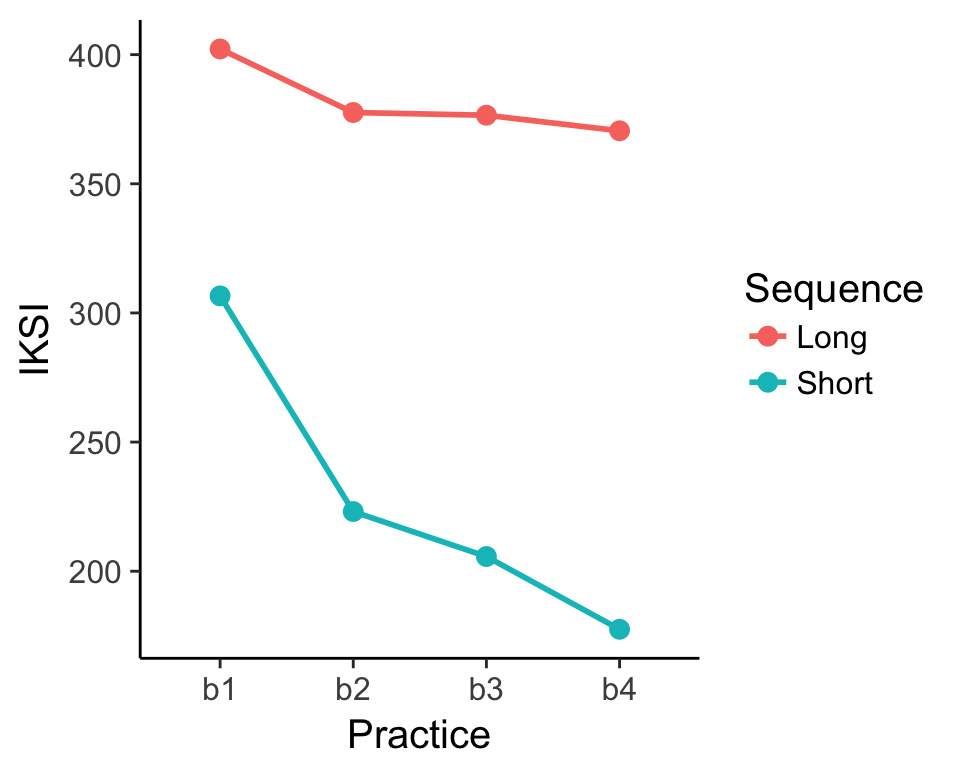 400
350
300
250
200
IKSI
b1 b2 b3 b4
Practice
Sequence
Long
Short